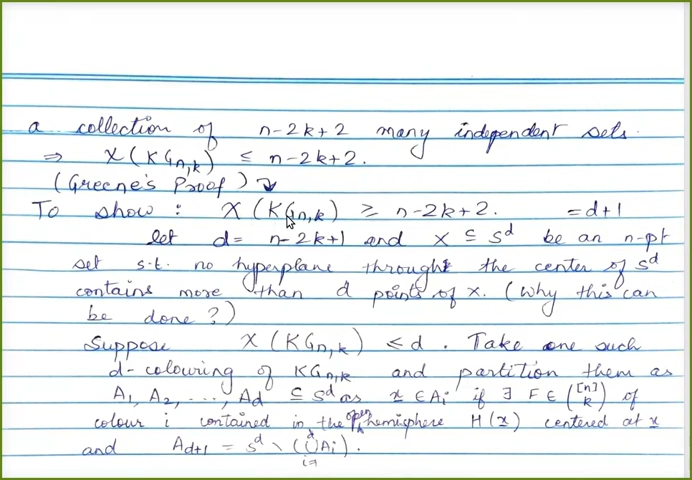 a collection of n-2k+2 many independent sets.
⇒ χ(KG_{n,k}) ≤ n-2k+2.
(Greene's Proof) ↴
To show : χ(KG_{n,k}) ≥ n-2k+2. = d+1
let d = n-2k+1 and X ⊆ S^d be an n-pt
set s.t. no hyperplane through the center of S^d
contains more than d points of X. (Why this can
be done?)
Suppose χ(KG_{n,k}) ≤ d. Take one such
d-colouring of KG_{n,k} and partition them as
A_1, A_2, ..., A_d ⊆ S^d as x ∈ A_i if ∃ F ∈ \binom{[n]}{k} of
colour i contained in the open hemisphere H(x) centered at x
and A_{d+1} = S^d \ (⋃_{i=1}^{d} A_i).